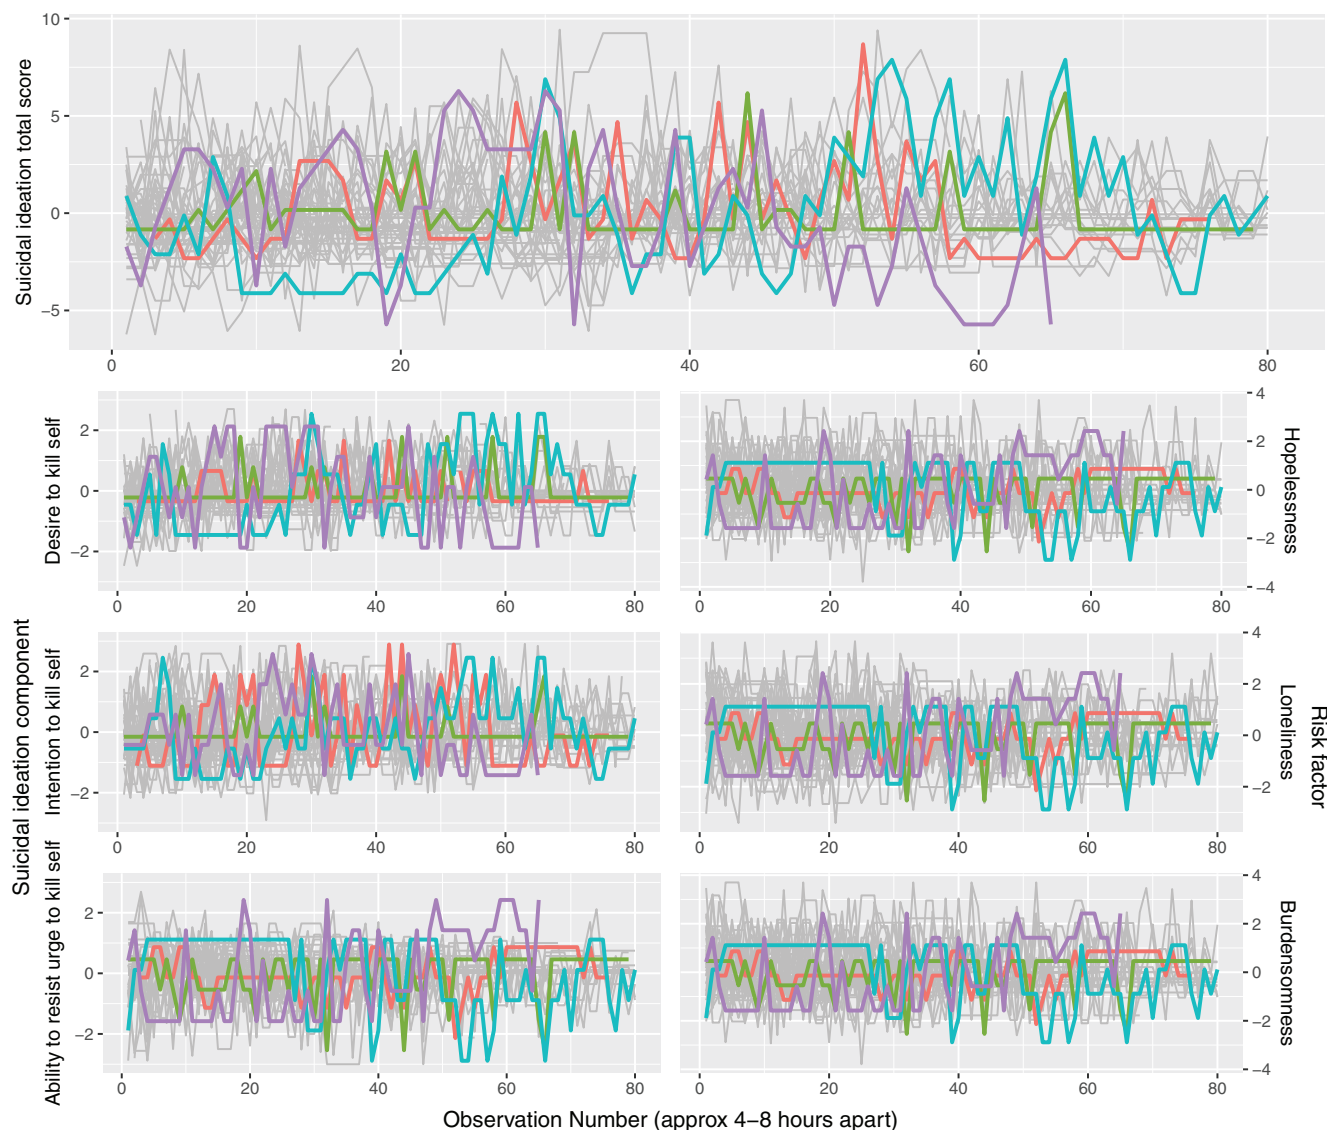 Suicidal ideation total score
10
5
0
−5
0 20 40 60 80
Suicidal ideation component
Desire to kill self
2
0
−2
0 20 40 60 80
Hopelessness
4
2
0
−2
−4
0 20 40 60 80
Intention to kill self
2
0
−2
0 20 40 60 80
Loneliness
4
2
0
−2
0 20 40 60 80
Risk factor
Ability to resist urge to kill self
2
0
−2
0 20 40 60 80
Burdensomness
4
2
0
−2
−4
0 20 40 60 80
Observation Number (approx 4−8 hours apart)